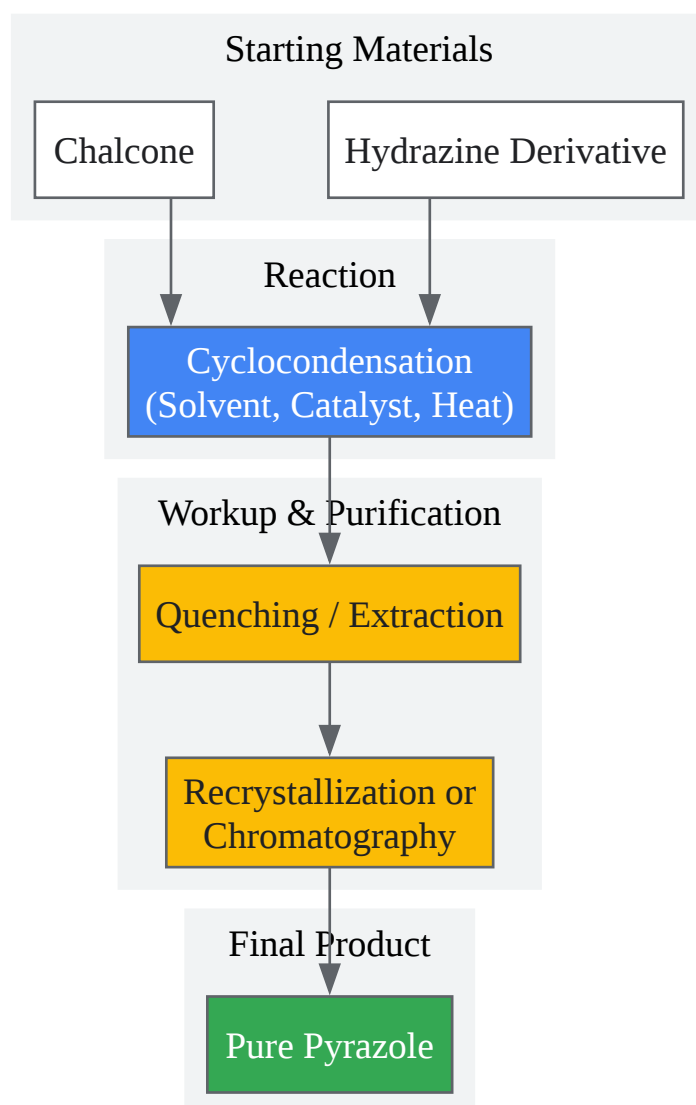 Starting Materials
Chalcone
Hydrazine Derivative
Reaction
Cyclocondensation
(Solvent, Catalyst, Heat)
Workup & Purification
Quenching / Extraction
Recrystallization or
Chromatography
Final Product
Pure Pyrazole